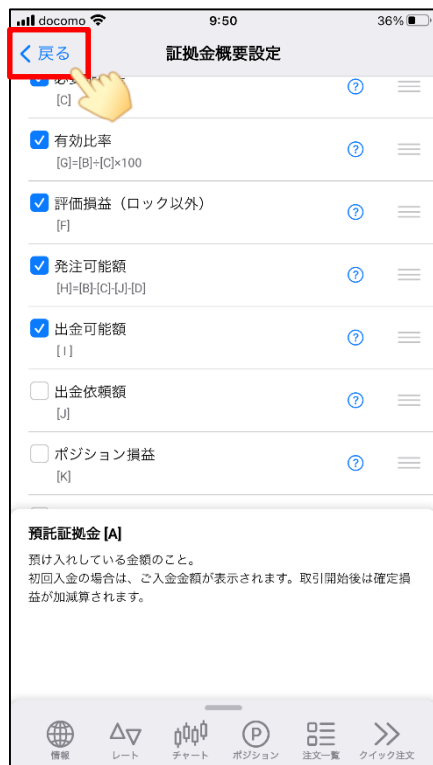 docomo 9:50 36%
戻る 証拠金概要設定
[C]
有効比率
[G]=[B]÷[C]×100
評価損益（ロック以外）
[F]
発注可能額
[H]=[B]-[C]-[J]-[D]
出金可能額
[I]
出金依頼額
[J]
ポジション損益
[K]
預託証拠金 [A]
預け入れしている金額のこと。
初回入金の場合は、ご入金金額が表示されます。取引開始後は確定損
益が加減算されます。
情報 レート チャート ポジション 注文一覧 クイック注文